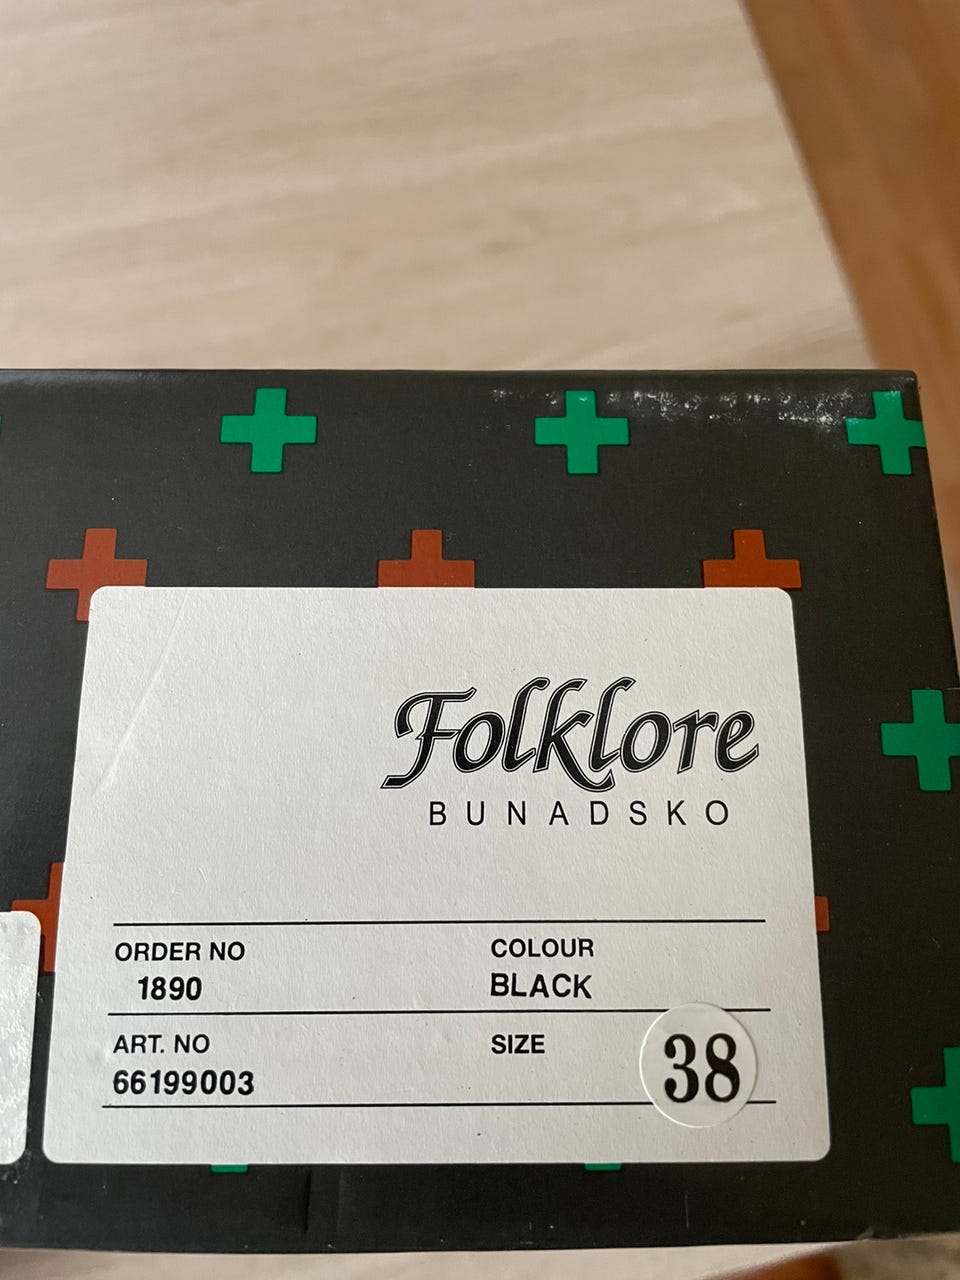 Folklore
BUNADSKO
ORDER NO COLOUR
1890 BLACK
ART. NO SIZE
66199003 38